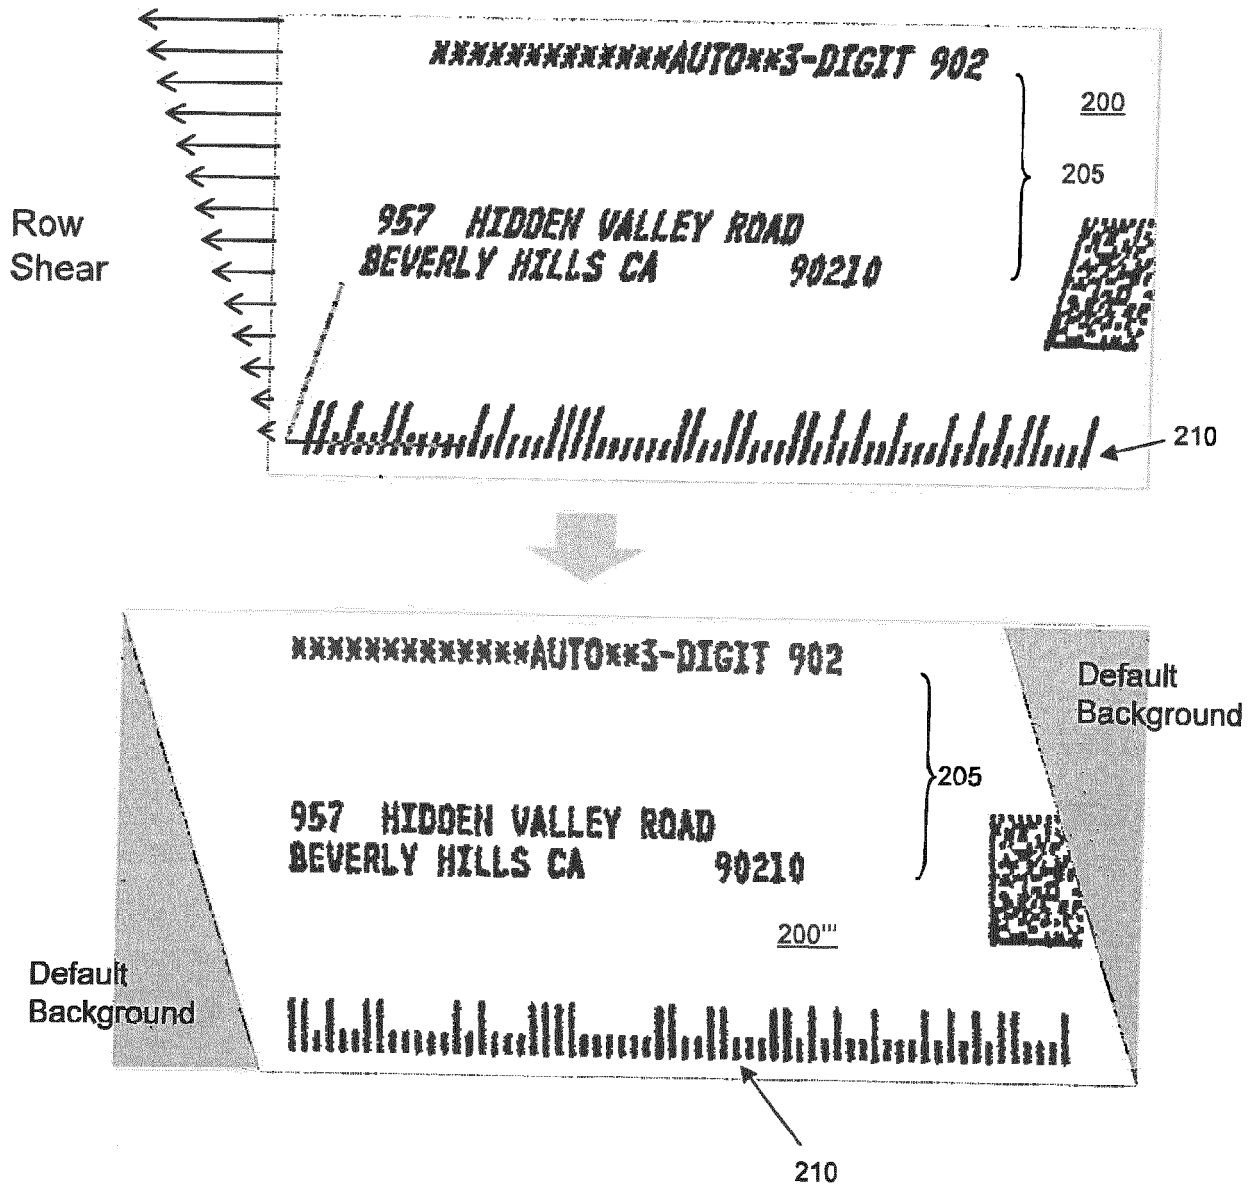 *************AUTO**3-DIGIT 902
200
205
Row
Shear
957 HIDDEN VALLEY ROAD
BEVERLY HILLS CA 90210
210
*************AUTO**3-DIGIT 902
Default
Background
205
957 HIDDEN VALLEY ROAD
BEVERLY HILLS CA 90210
200'''
Default
Background
210